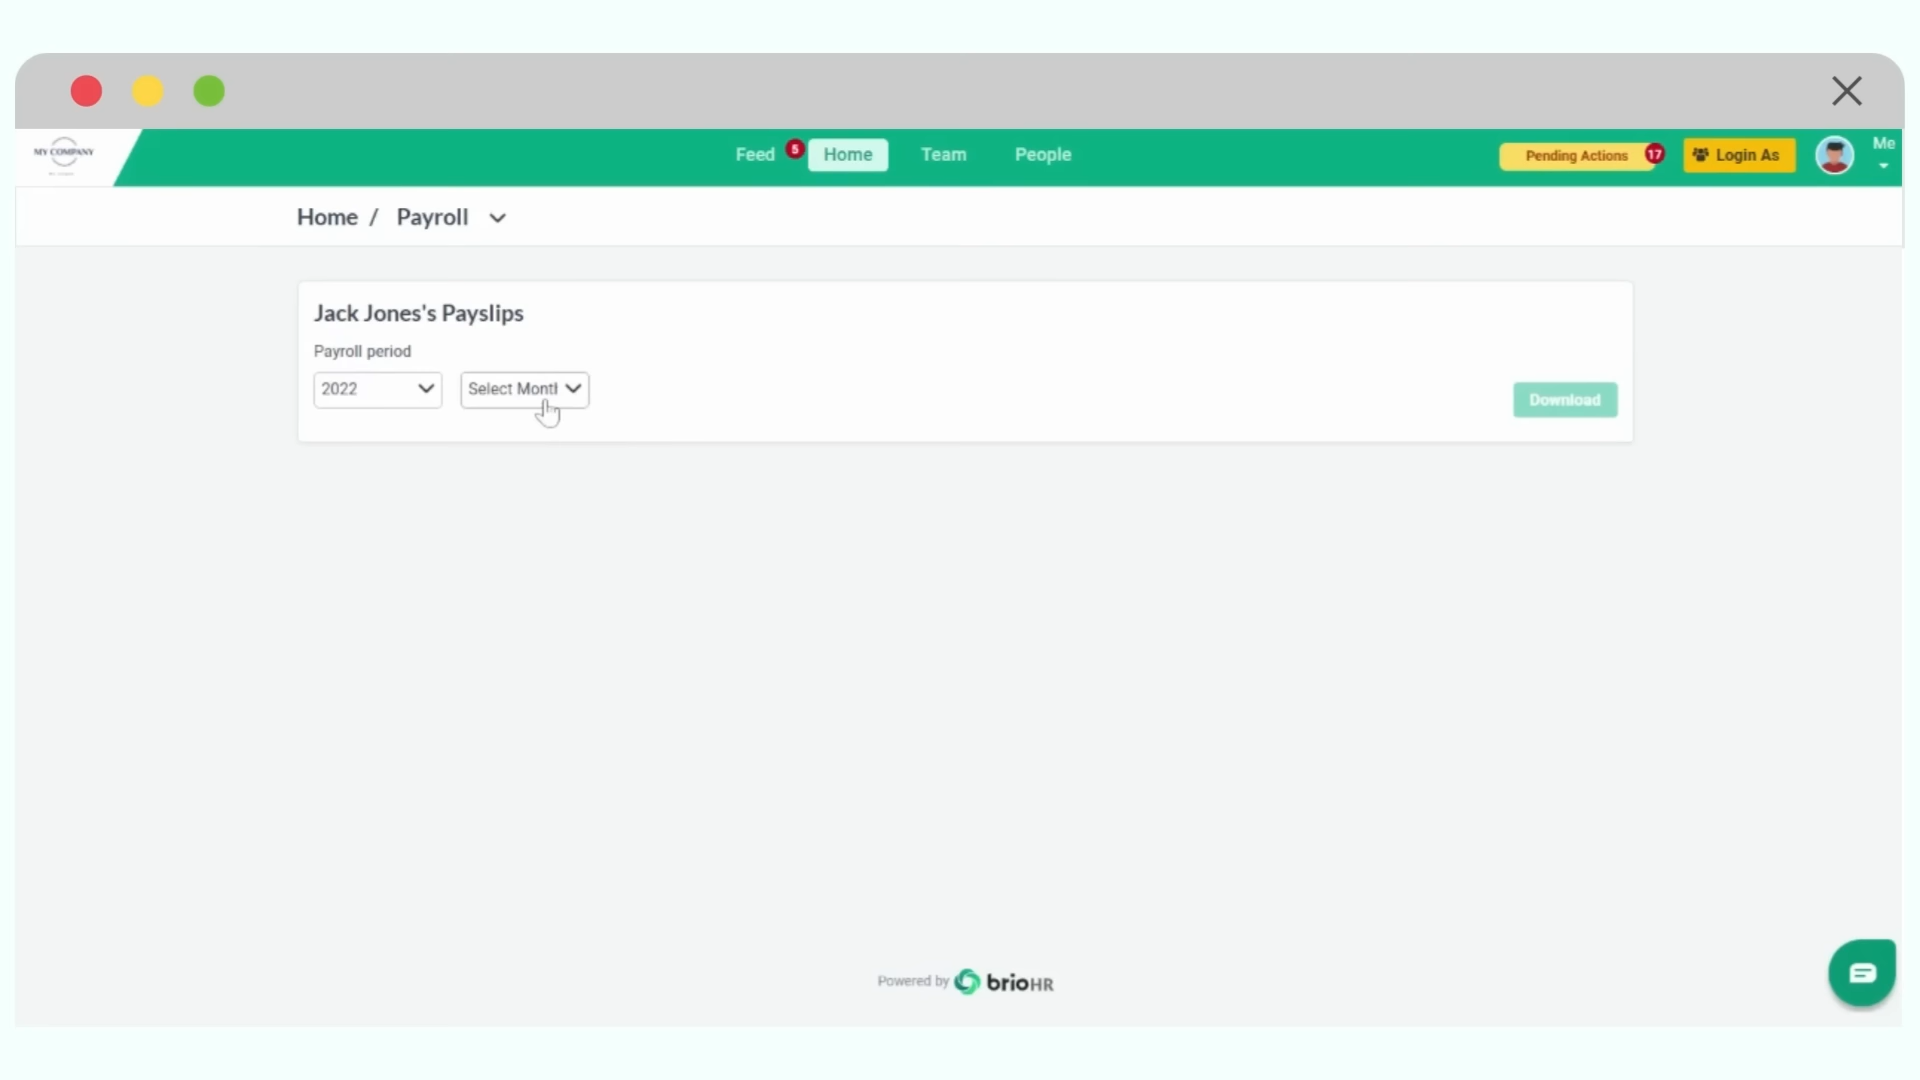 MY COMPANY
Feed 5 Home Team People Pending Actions 17 Login As Me
Home / Payroll
Jack Jones's Payslips
Payroll period
2022 Select Month
Download
Powered by brioHR